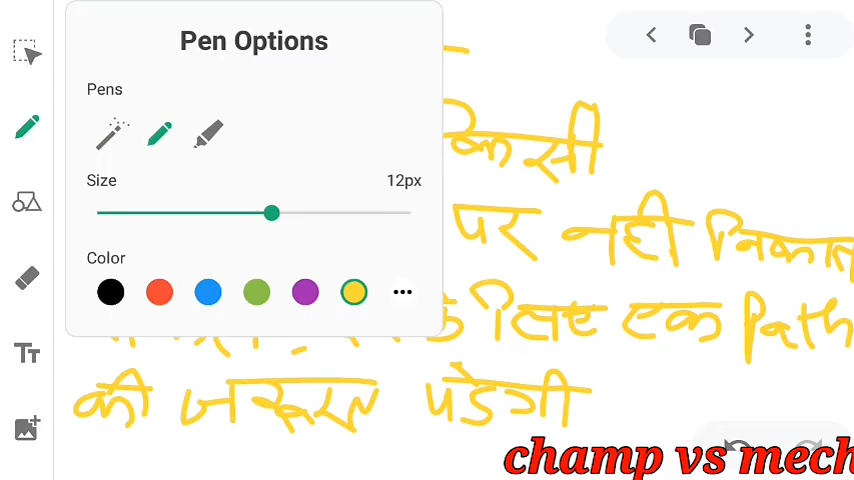 Pen Options
Pens
Size 12px
Color
किसी
पर नही
लिए एक Path
की जरूरत पडेगी
champ vs mech